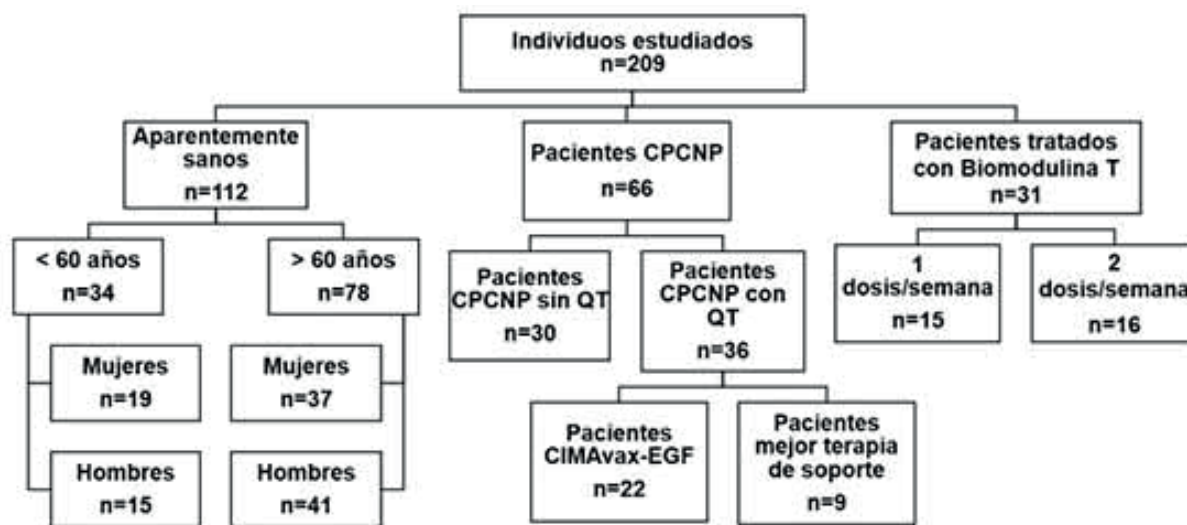 Individuos estudiados
n=209
Aparentemente
sanos
n=112
Pacientes CPCNP
n=66
Pacientes tratados
con Biomodulina T
n=31
< 60 años
n=34
> 60 años
n=78
Pacientes
CPCNP sin QT
n=30
Pacientes
CPCNP con
QT
n=36
1
dosis/semana
n=15
2
dosis/semana
n=16
Mujeres
n=19
Mujeres
n=37
Hombres
n=15
Hombres
n=41
Pacientes
CIMAvax-EGF
n=22
Pacientes
mejor terapia
de soporte
n=9